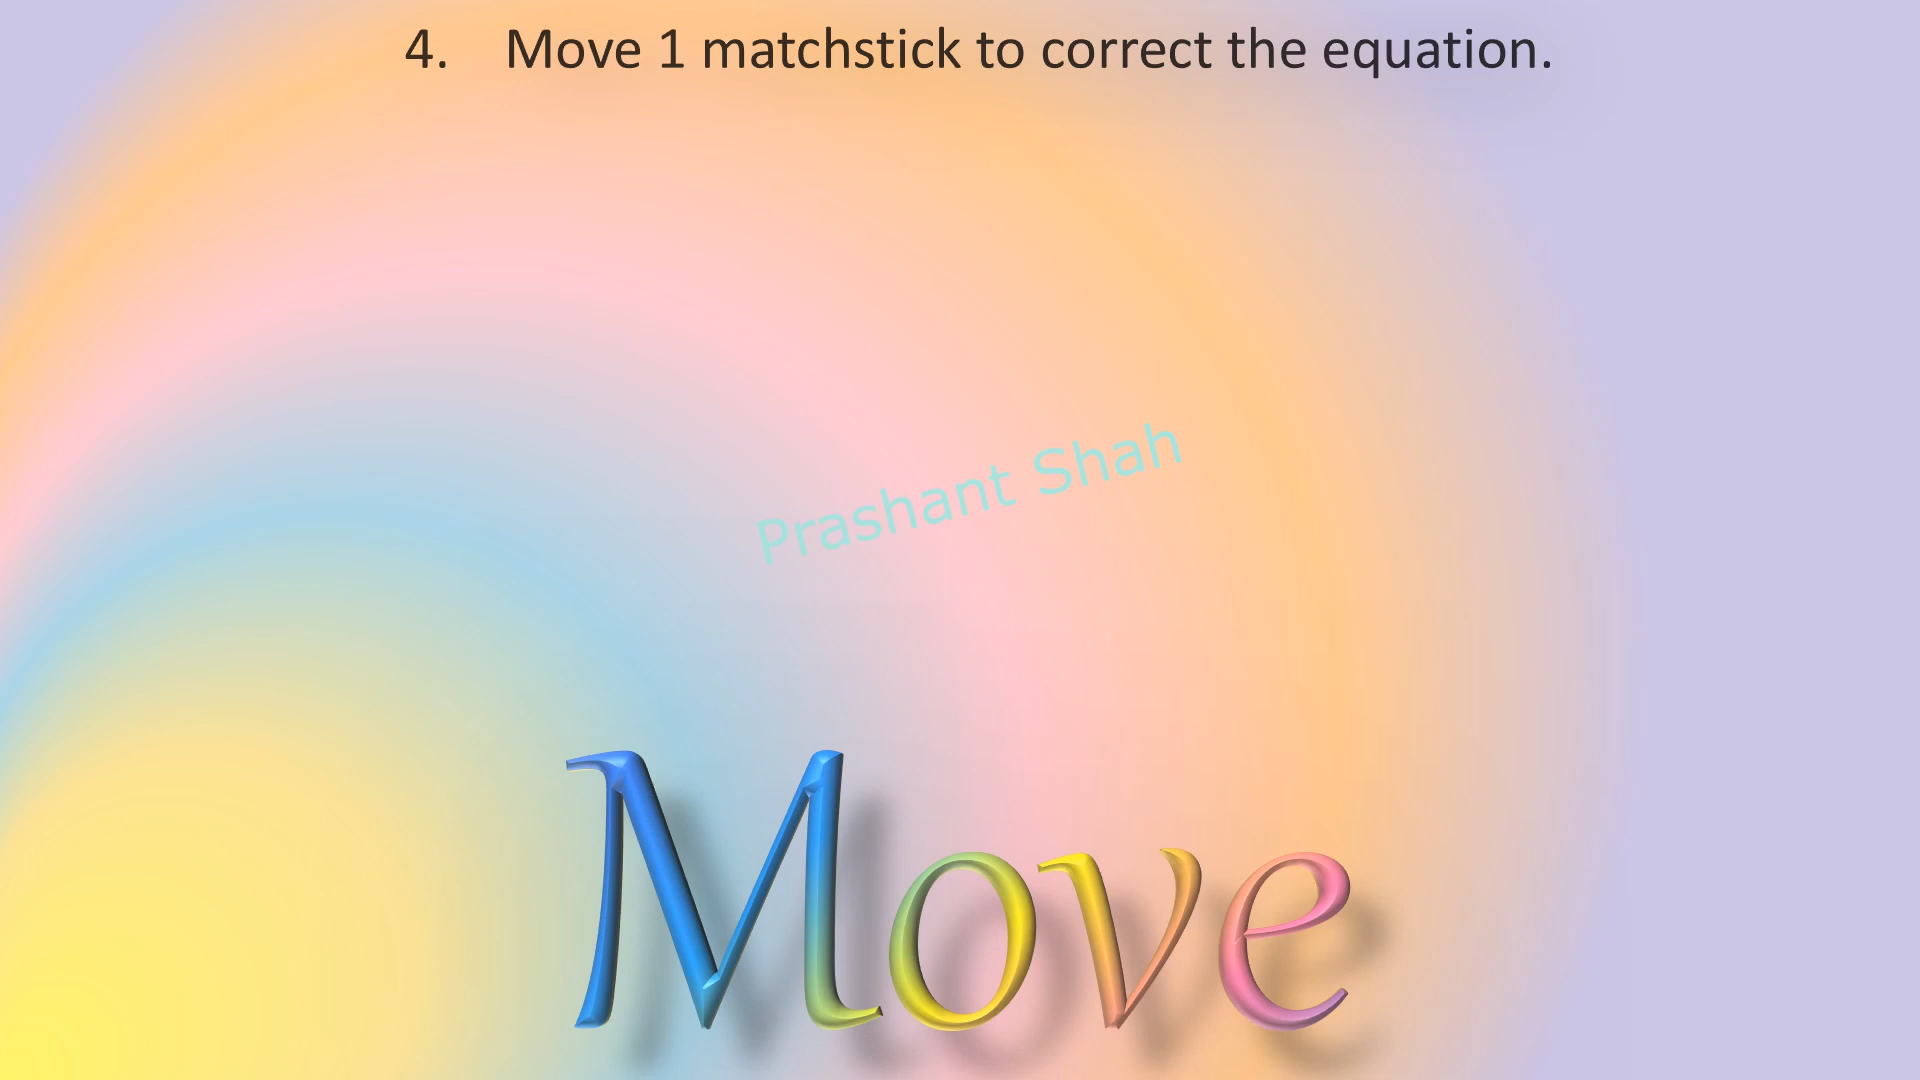 4. Move 1 matchstick to correct the equation.
Prashant Shah
Move